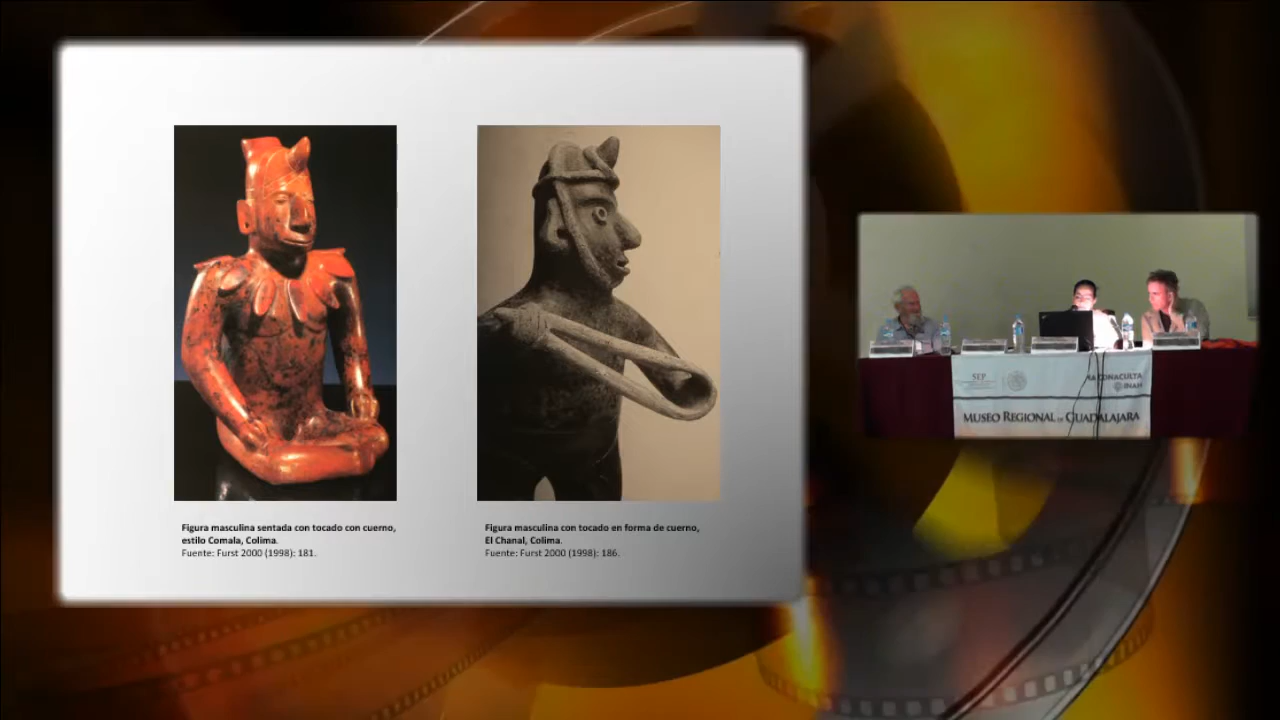 Figura masculina sentada con tocado con cuerno,
estilo Comala, Colima.
Fuente: Furst 2000 (1998): 181.
Figura masculina con tocado en forma de cuerno,
El Chanal, Colima.
Fuente: Furst 2000 (1998): 186.
SEP
CONACULTA
INAH
MUSEO REGIONAL DE GUADALAJARA